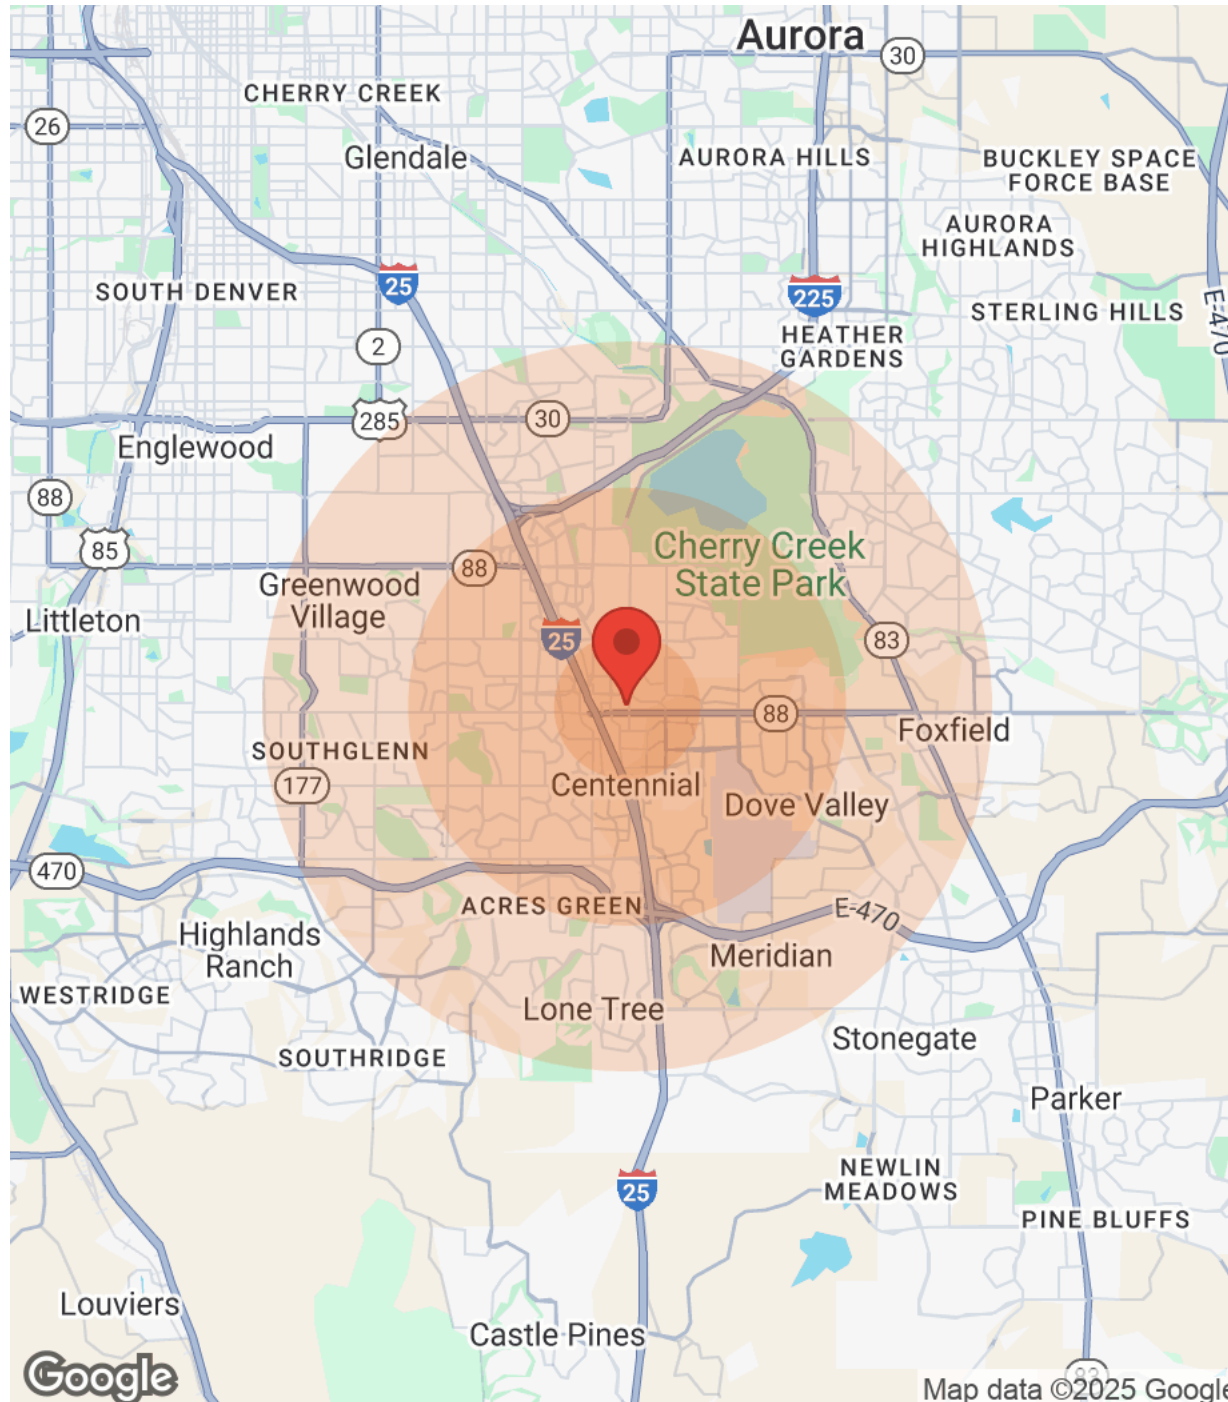 Aurora
30
CHERRY CREEK
26
Glendale
AURORA HILLS
BUCKLEY SPACE
FORCE BASE
AURORA
HIGHLANDS
25
SOUTH DENVER
225
E-470
STERLING HILLS
2
HEATHER
GARDENS
285
30
Englewood
88
85
Cherry Creek
State Park
88
Greenwood
Village
Littleton
25
83
88
Foxfield
SOUTHGLENN
177
Centennial
Dove Valley
470
ACRES GREEN
E-470
Highlands
Ranch
Meridian
WESTRIDGE
Lone Tree
Stonegate
SOUTHRIDGE
Parker
NEWLIN
MEADOWS
25
PINE BLUFFS
Louviers
Castle Pines
83
Google
Map data ©2025 Google